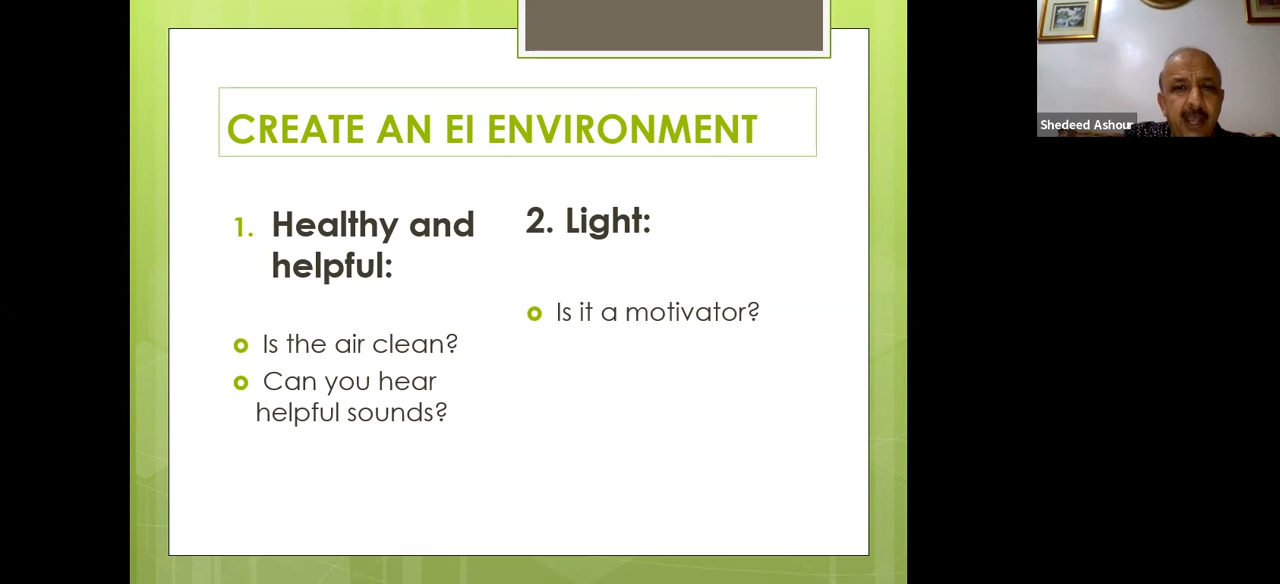 CREATE AN EI ENVIRONMENT
1. Healthy and
helpful:
Is the air clean?
Can you hear
helpful sounds?
2. Light:
Is it a motivator?
Shedeed Ashour